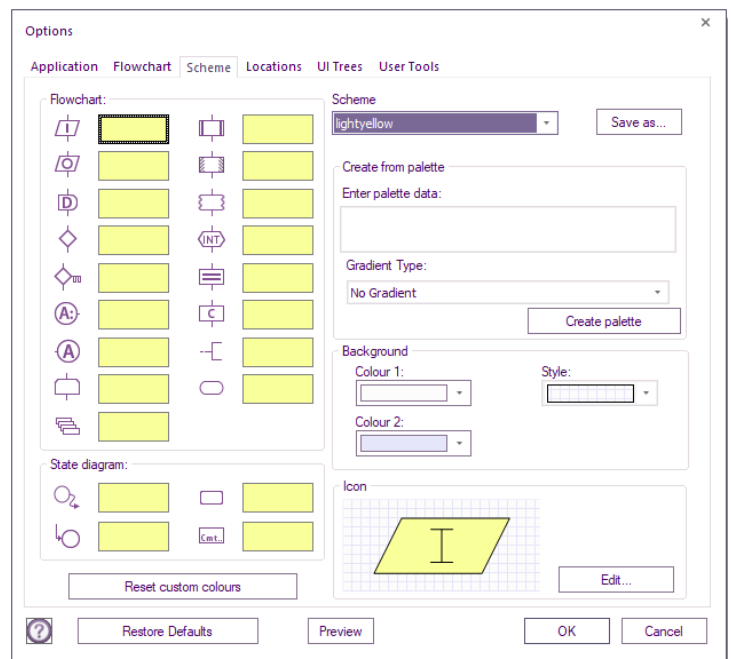 Options
Application Flowchart Scheme Locations UI Trees User Tools
Flowchart:
I
O
D
INT
A:
C
A
State diagram:
Cmt..
Reset custom colours
Scheme
lightyellow
Save as...
Create from palette
Enter palette data:
Gradient Type:
No Gradient
Create palette
Background
Colour 1:
Style:
Colour 2:
Icon
I
Edit...
?
Restore Defaults
Preview
OK
Cancel